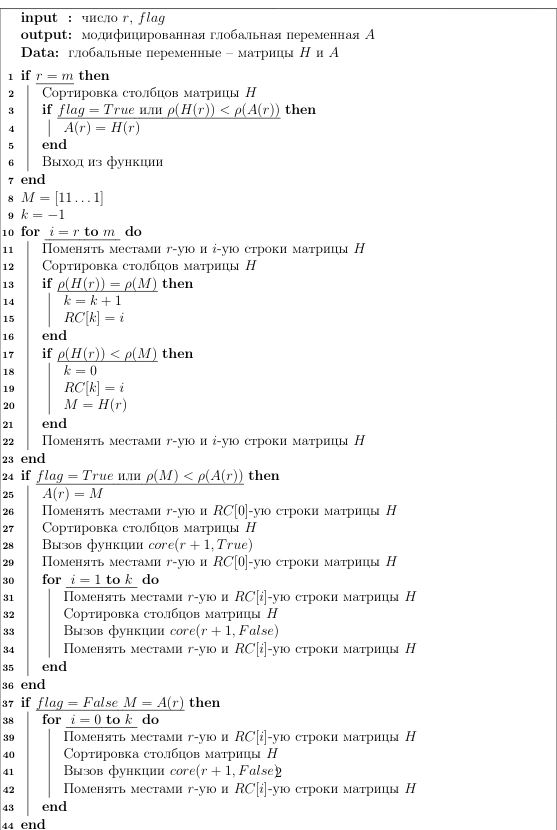 input : число r, flag
output: модифицированная глобальная переменная A
Data: глобальные переменные – матрицы H и A
1 if r = m then
2 Сортировка столбцов матрицы H
3 if flag = True или ρ(H(r)) < ρ(A(r)) then
4 A(r) = H(r)
5 end
6 Выход из функции
7 end
8 M = [11 . . . 1]
9 k = −1
10 for i = r to m do
11 Поменять местами r-ую и i-ую строки матрицы H
12 Сортировка столбцов матрицы H
13 if ρ(H(r)) = ρ(M) then
14 k = k + 1
15 RC[k] = i
16 end
17 if ρ(H(r)) < ρ(M) then
18 k = 0
19 RC[k] = i
20 M = H(r)
21 end
22 Поменять местами r-ую и i-ую строки матрицы H
23 end
24 if flag = True или ρ(M) < ρ(A(r)) then
25 A(r) = M
26 Поменять местами r-ую и RC[0]-ую строки матрицы H
27 Сортировка столбцов матрицы H
28 Вызов функции core(r + 1, True)
29 Поменять местами r-ую и RC[0]-ую строки матрицы H
30 for i = 1 to k do
31 Поменять местами r-ую и RC[i]-ую строки матрицы H
32 Сортировка столбцов матрицы H
33 Вызов функции core(r + 1, False)
34 Поменять местами r-ую и RC[i]-ую строки матрицы H
35 end
36 end
37 if flag = False M = A(r) then
38 for i = 0 to k do
39 Поменять местами r-ую и RC[i]-ую строки матрицы H
40 Сортировка столбцов матрицы H
41 Вызов функции core(r + 1, False)2
42 Поменять местами r-ую и RC[i]-ую строки матрицы H
43 end
44 end